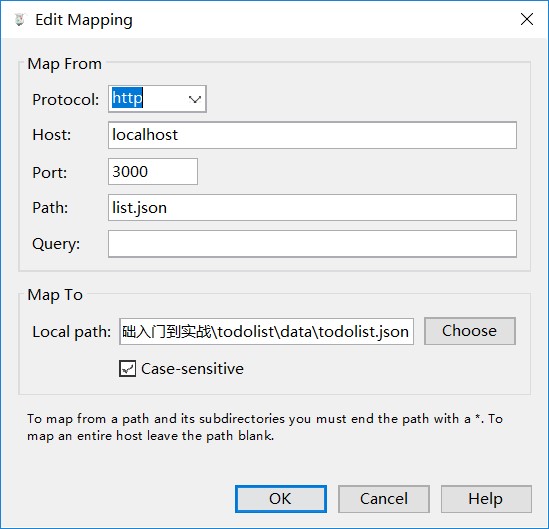 Edit Mapping
Map From
Protocol: http
Host: localhost
Port: 3000
Path: list.json
Query:
Map To
Local path: 础入门到实战\todolist\data\todolist.json Choose
Case-sensitive
To map from a path and its subdirectories you must end the path with a *. To
map an entire host leave the path blank.
OK Cancel Help